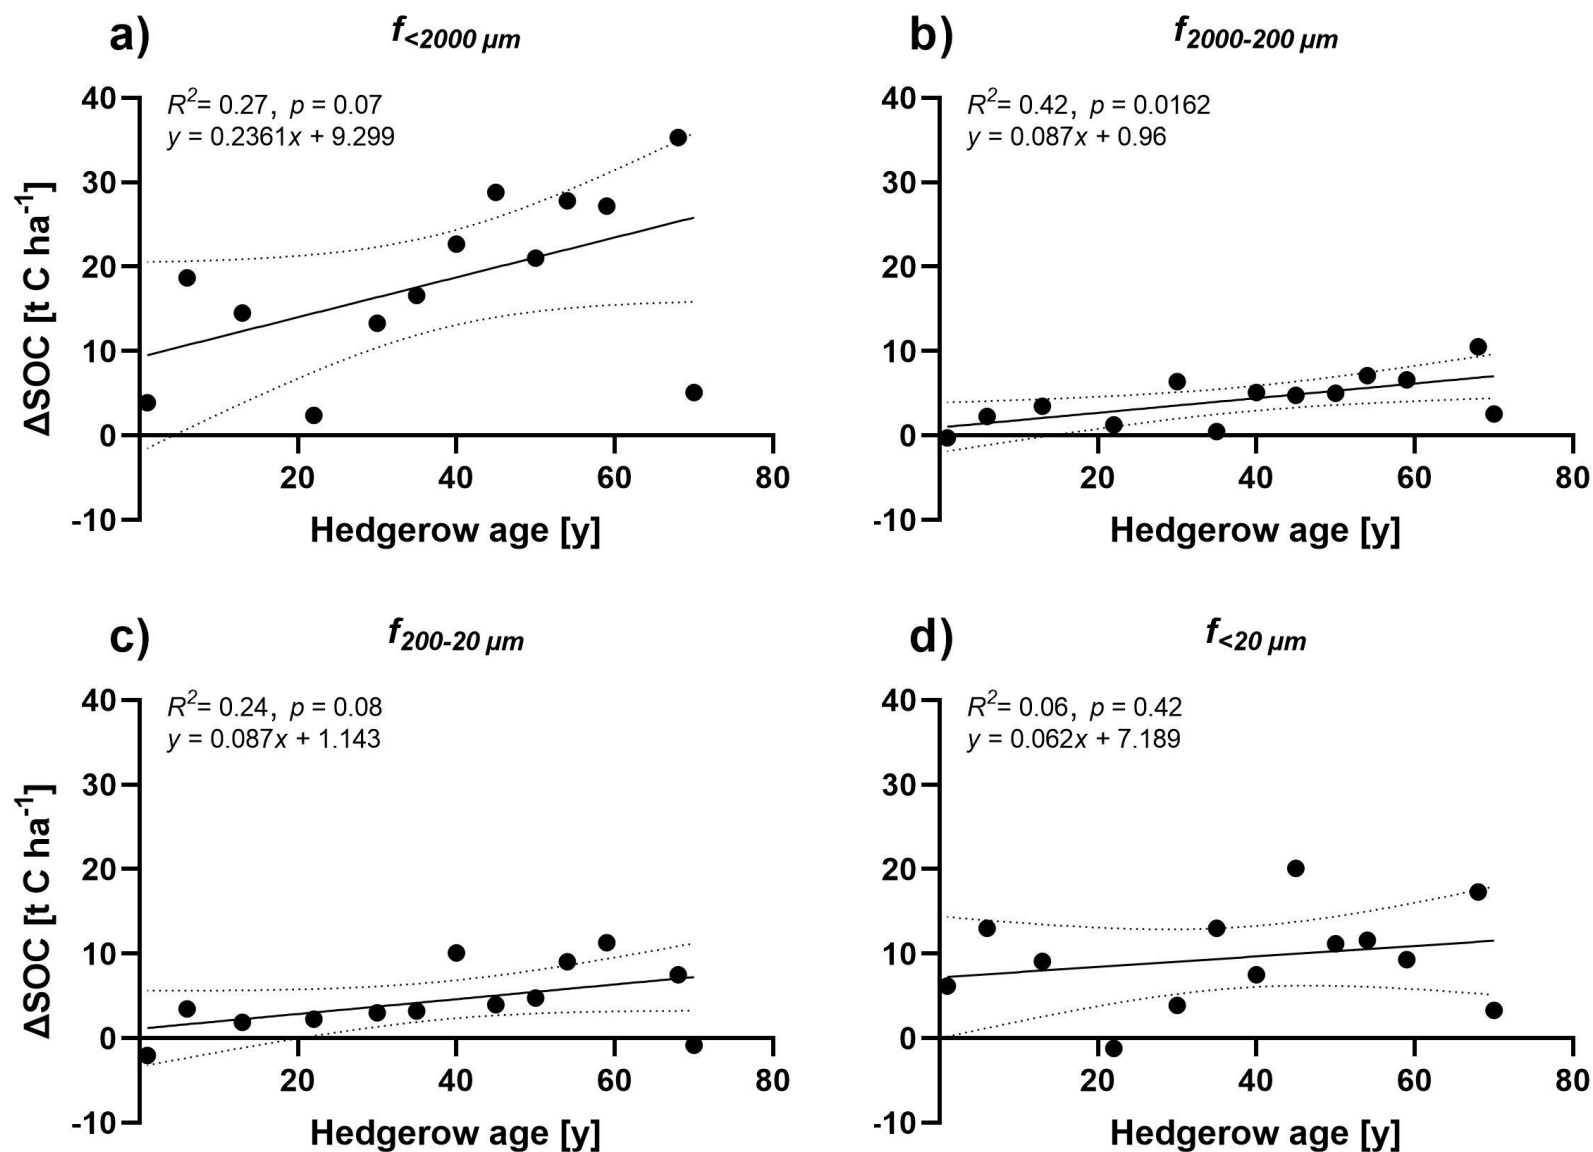 a) f<2000 µm
R2= 0.27, p = 0.07
y = 0.2361x + 9.299
ΔSOC [t C ha-1]
40
30
20
10
0
-10
20 40 60 80
Hedgerow age [y]
b) f2000-200 µm
R2= 0.42, p = 0.0162
y = 0.087x + 0.96
40
30
20
10
0
-10
20 40 60 80
Hedgerow age [y]
c) f200-20 µm
R2= 0.24, p = 0.08
y = 0.087x + 1.143
ΔSOC [t C ha-1]
40
30
20
10
0
-10
20 40 60 80
Hedgerow age [y]
d) f<20 µm
R2= 0.06, p = 0.42
y = 0.062x + 7.189
40
30
20
10
0
-10
20 40 60 80
Hedgerow age [y]